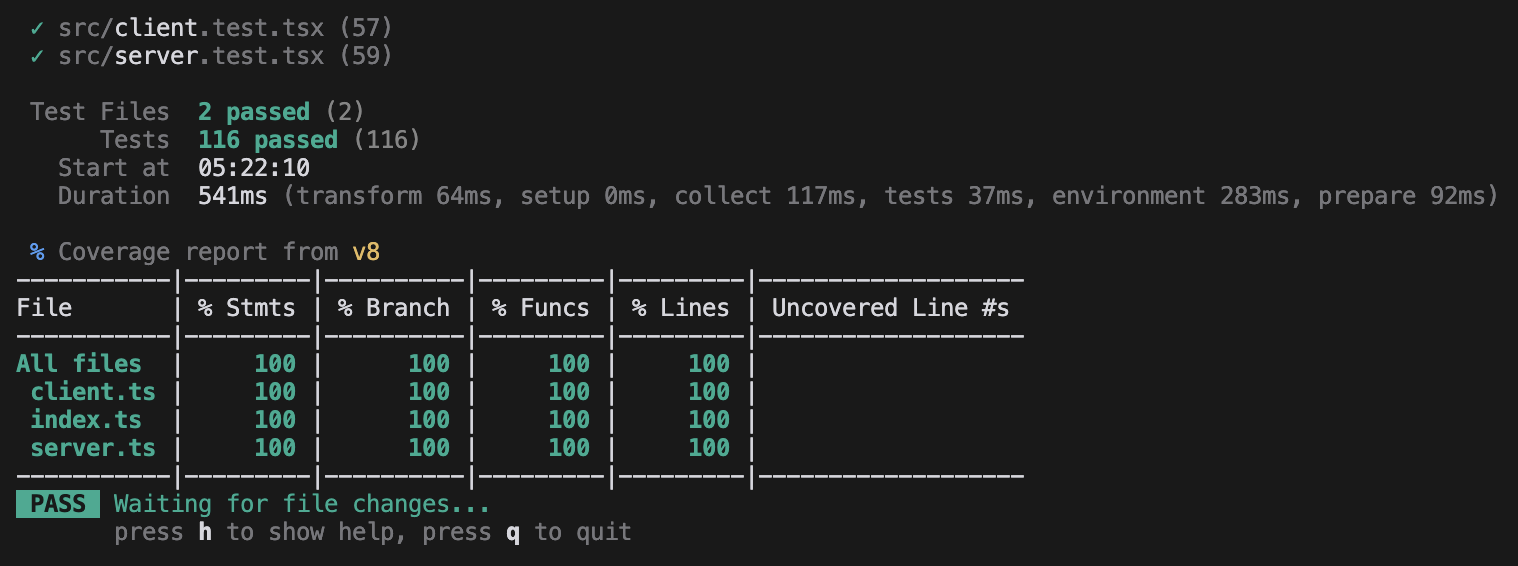 ✓ src/client.test.tsx (57)
✓ src/server.test.tsx (59)
Test Files  2 passed (2)
Tests  116 passed (116)
Start at  05:22:10
Duration  541ms (transform 64ms, setup 0ms, collect 117ms, tests 37ms, environment 283ms, prepare 92ms)
% Coverage report from v8
-----------|---------|----------|---------|---------|-------------------
File       | % Stmts | % Branch | % Funcs | % Lines | Uncovered Line #s
-----------|---------|----------|---------|---------|-------------------
All files  |     100 |      100 |     100 |     100 |
 client.ts |     100 |      100 |     100 |     100 |
 index.ts  |     100 |      100 |     100 |     100 |
 server.ts |     100 |      100 |     100 |     100 |
-----------|---------|----------|---------|---------|-------------------
PASS  Waiting for file changes...
press h to show help, press q to quit